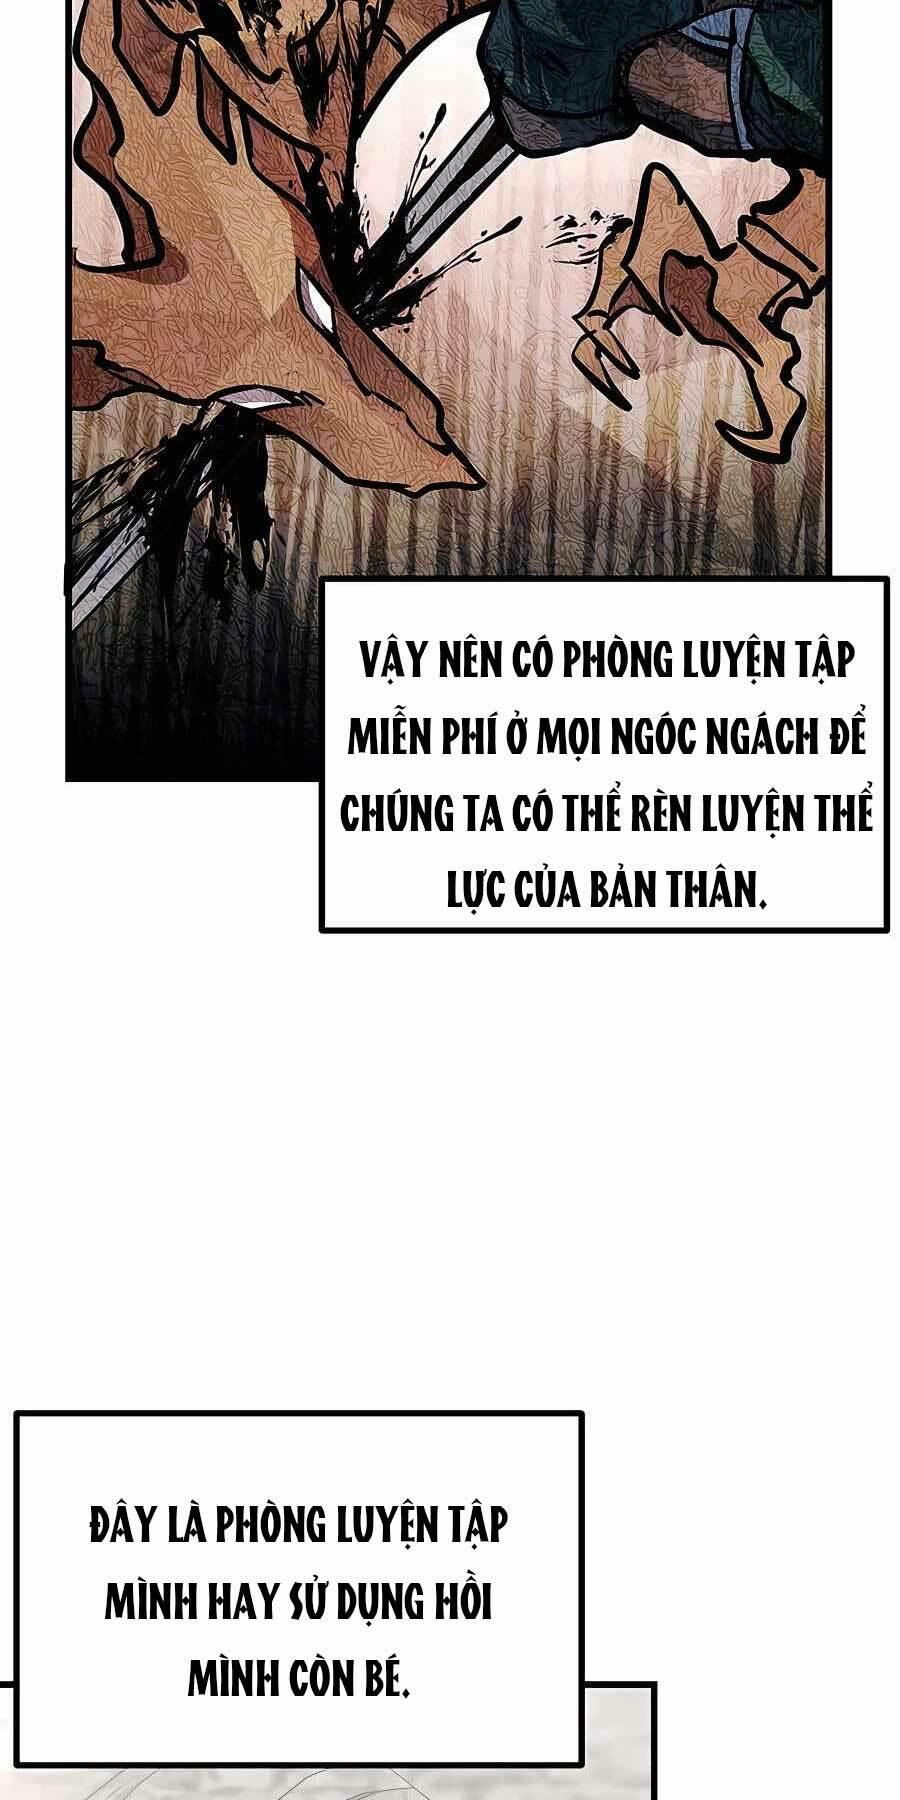 VẬY NÊN CÓ PHÒNG LUYỆN TẬP
MIỄN PHÍ Ở MỌI NGÓC NGÁCH ĐỂ
CHÚNG TA CÓ THỂ RÈN LUYỆN THỂ
LỰC CỦA BẢN THÂN.
ĐÂY LÀ PHÒNG LUYỆN TẬP
MÌNH HAY SỬ DỤNG HỒI
MÌNH CÒN BÉ.